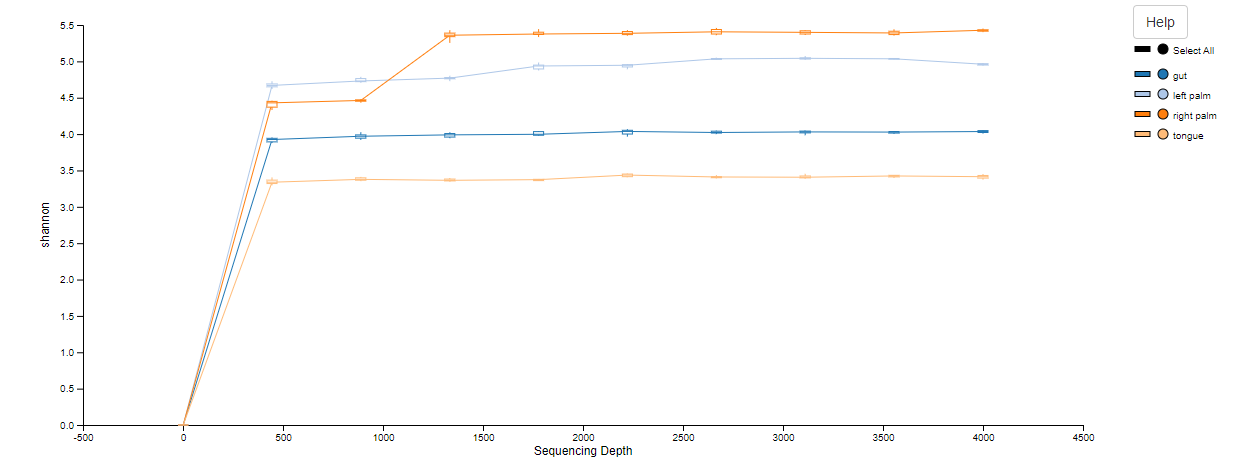 Help
Select All
gut
left palm
right palm
tongue
5.5
5.0
4.5
4.0
3.5
3.0
2.5
2.0
1.5
1.0
0.5
0.0
shannon
-500 0 500 1000 1500 2000 2500 3000 3500 4000 4500
Sequencing Depth